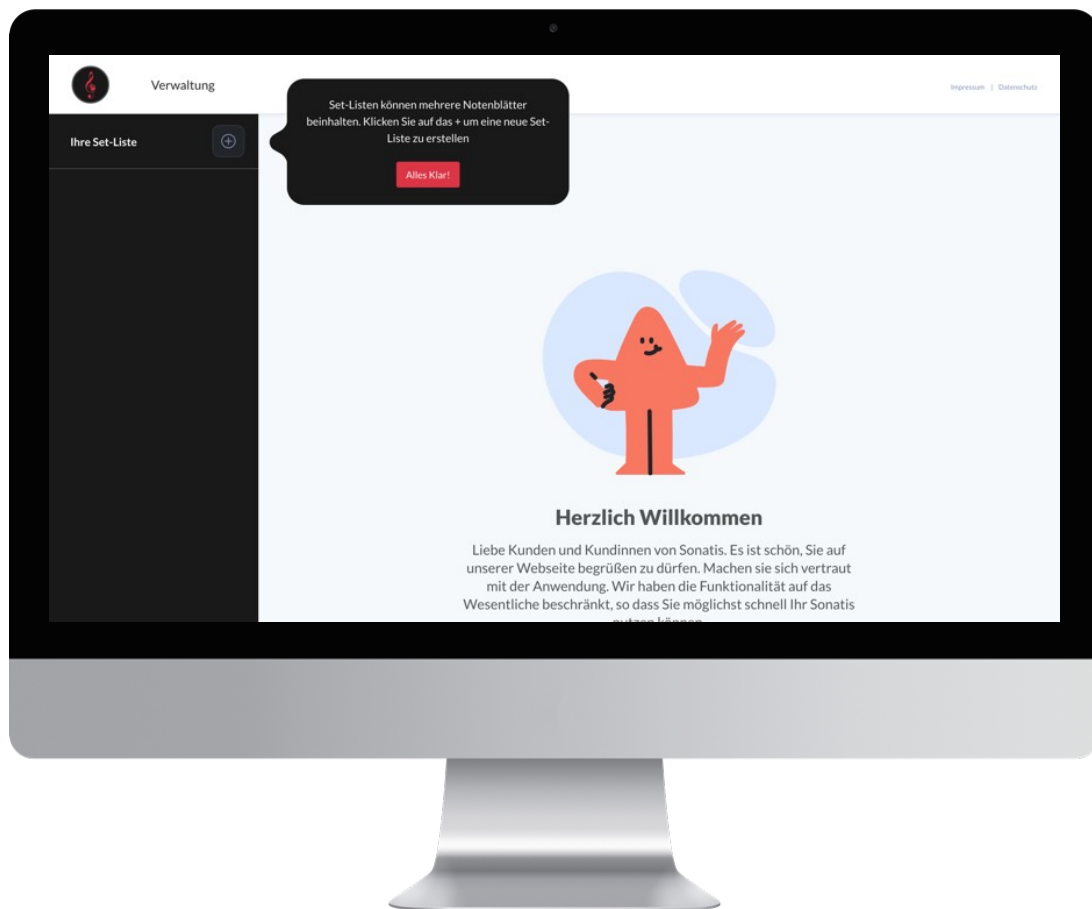 Verwaltung
Impressum | Datenschutz
Set-Listen können mehrere Notenblätter
beinhalten. Klicken Sie auf das + um eine neue Set-
Liste zu erstellen
Alles Klar!
Ihre Set-Liste
Herzlich Willkommen
Liebe Kunden und Kundinnen von Sonatis. Es ist schön, Sie auf
unserer Webseite begrüßen zu dürfen. Machen sie sich vertraut
mit der Anwendung. Wir haben die Funktionalität auf das
Wesentliche beschränkt, so dass Sie möglichst schnell Ihr Sonatis
nutzen können